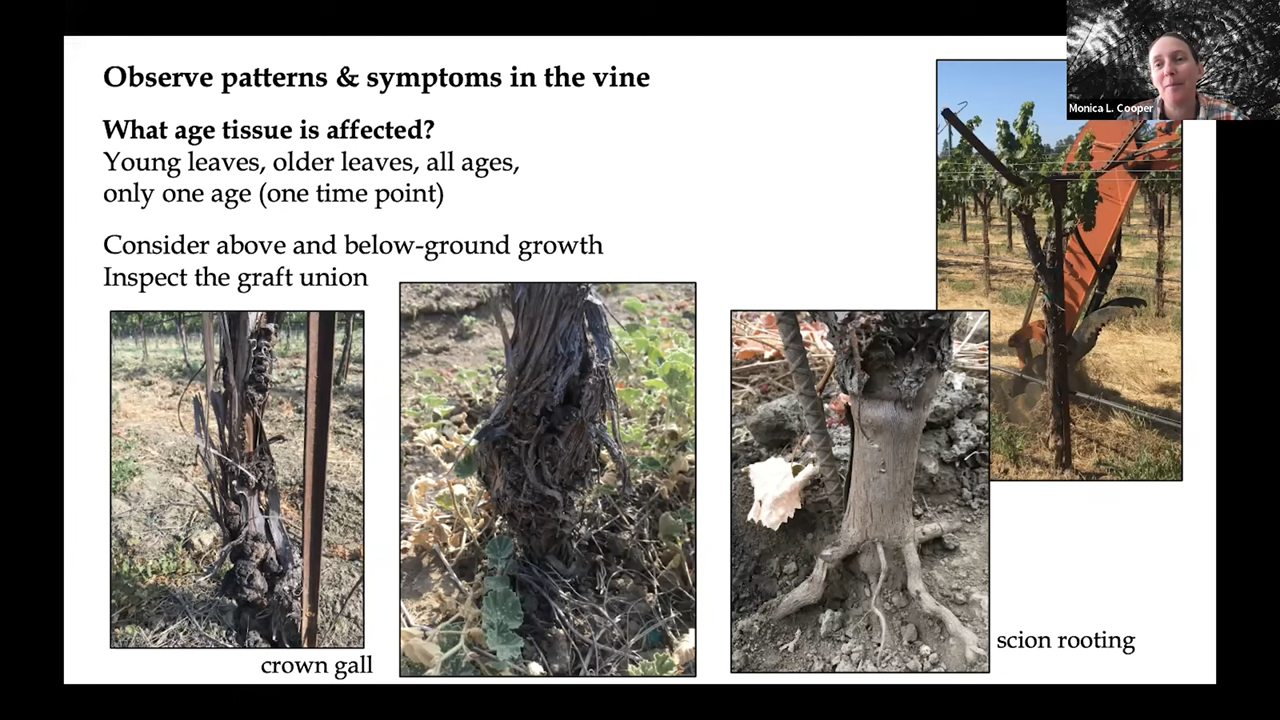 Observe patterns & symptoms in the vine
What age tissue is affected?
Young leaves, older leaves, all ages,
only one age (one time point)
Consider above and below-ground growth
Inspect the graft union
crown gall
scion rooting
Monica L. Cooper